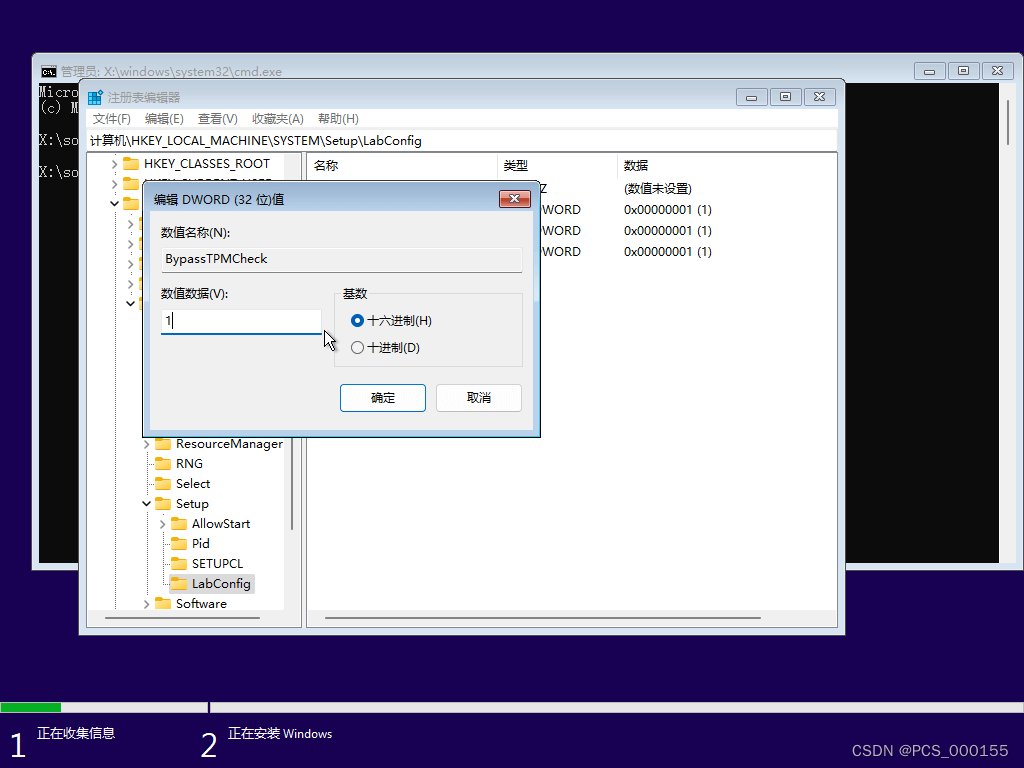 管理员: X:\windows\system32\cmd.exe
Micro
(c) M
X:\so
X:\so
注册表编辑器
文件(F) 编辑(E) 查看(V) 收藏夹(A) 帮助(H)
计算机\HKEY_LOCAL_MACHINE\SYSTEM\Setup\LabConfig
HKEY_CLASSES_ROOT
名称 类型 数据
Z (数值未设置)
DWORD 0x00000001 (1)
DWORD 0x00000001 (1)
DWORD 0x00000001 (1)
编辑 DWORD (32 位)值
数值名称(N):
BypassTPMCheck
数值数据(V):
1
基数
十六进制(H)
十进制(D)
确定 取消
ResourceManager
RNG
Select
Setup
AllowStart
Pid
SETUPCL
LabConfig
Software
1 正在收集信息
2 正在安装 Windows
CSDN @PCS_000155